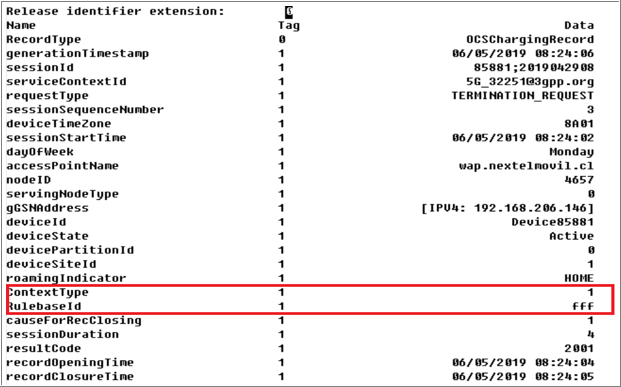 Release identifier extension: 0
Name Tag Data
RecordType 0 OCSChargingRecord
generationTimestamp 1 06/05/2019 08:24:06
sessionId 1 85881;2019042908
serviceContextId 1 5G_32251@3gpp.org
requestType 1 TERMINATION_REQUEST
sessionSequenceNumber 1 3
deviceTimeZone 1 8A01
sessionStartTime 1 06/05/2019 08:24:02
dayOfWeek 1 Monday
accessPointName 1 wap.nextelmovil.cl
nodeID 1 4657
servingNodeType 1 0
gGSNAddress 1 [IPV4: 192.168.206.146]
deviceId 1 Device85881
deviceState 1 Active
devicePartitionId 1 0
deviceSiteId 1 1
roamingIndicator 1 HOME
ContextType 1 1
RulebaseId 1 fff
causeForRecClosing 1 1
sessionDuration 1 4
resultCode 1 2001
recordOpeningTime 1 06/05/2019 08:24:04
recordClosureTime 1 06/05/2019 08:24:05